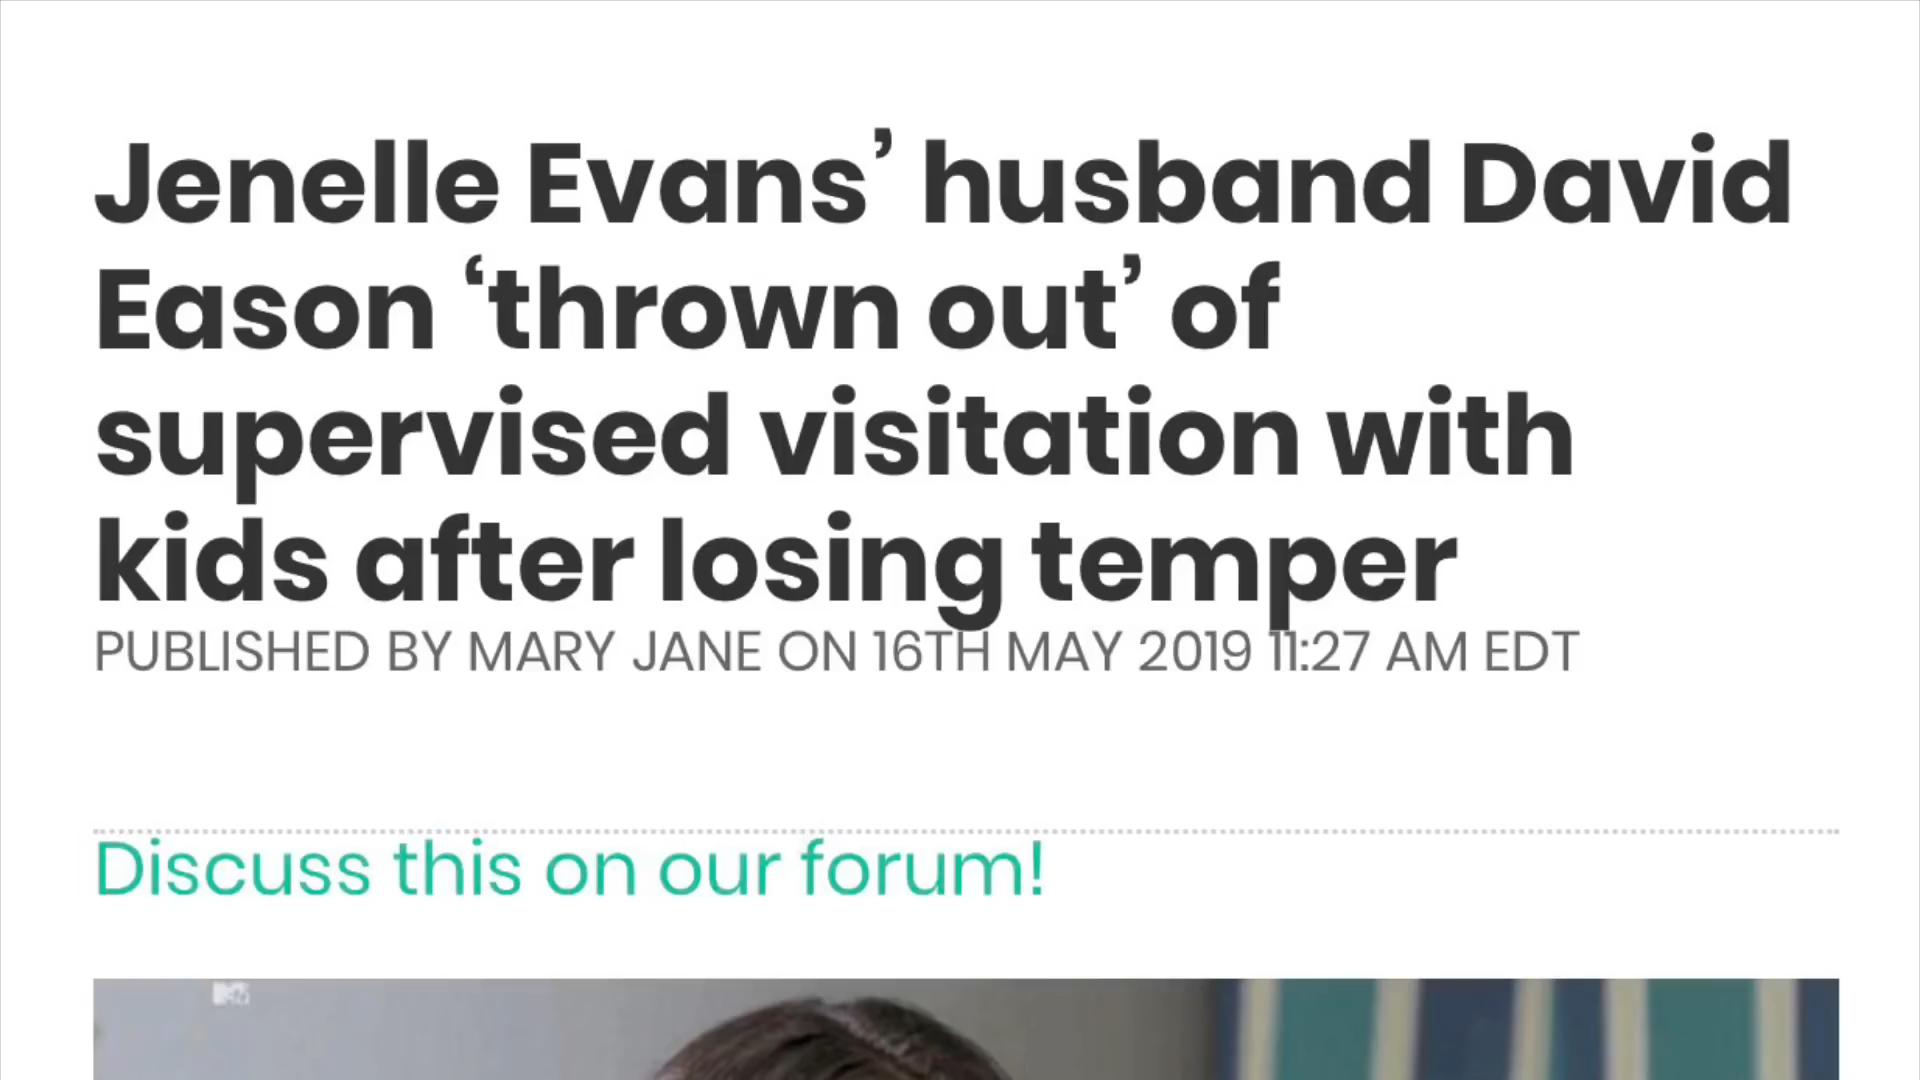 Jenelle Evans’ husband David
Eason ‘thrown out’ of
supervised visitation with
kids after losing temper
PUBLISHED BY MARY JANE ON 16TH MAY 2019 11:27 AM EDT
Discuss this on our forum!